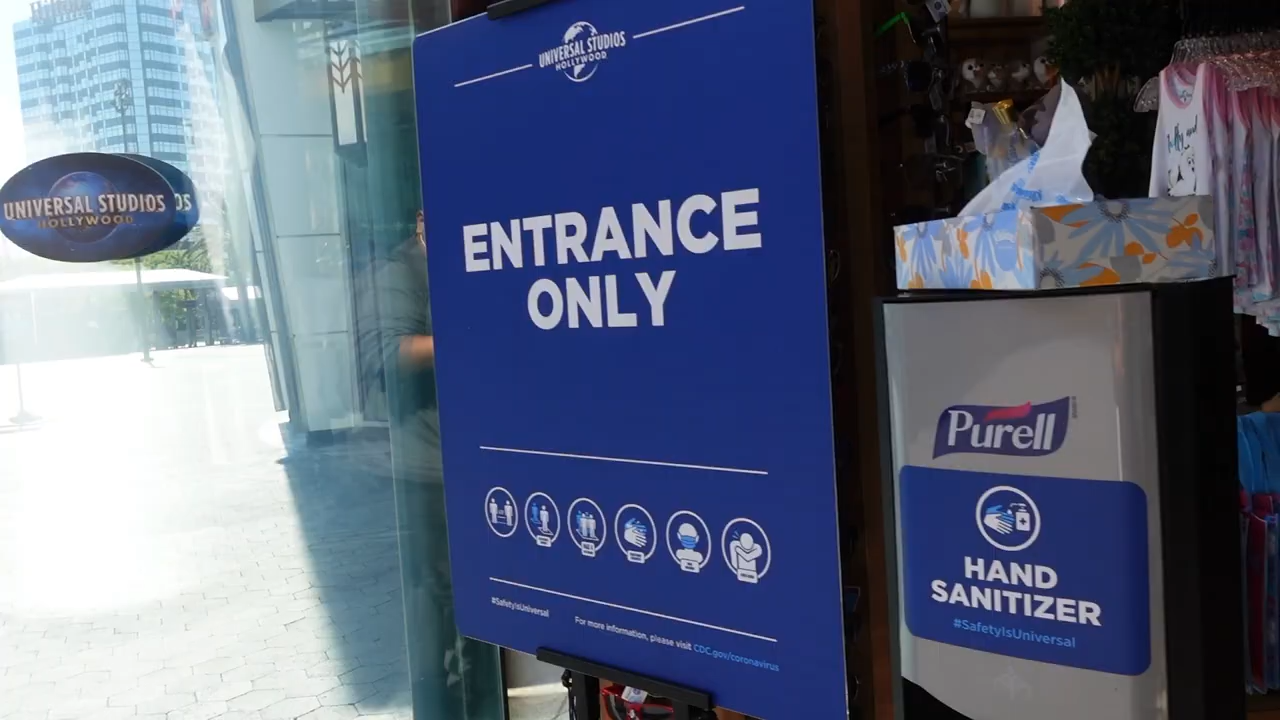 UNIVERSAL STUDIOS
HOLLYWOOD
OS
UNIVERSAL STUDIOS
HOLLYWOOD
ENTRANCE
ONLY
#SafetyIsUniversal
For more information, please visit CDC.gov/coronavirus
Purell
HAND
SANITIZER
#SafetyIsUniversal